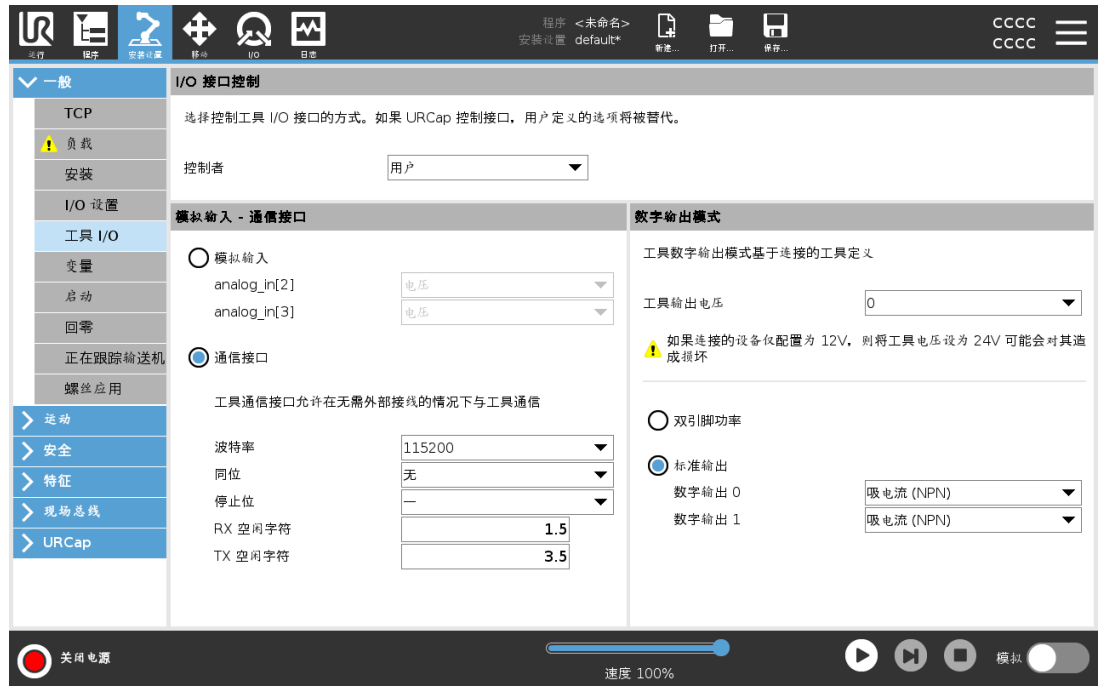 程序 <未命名>
安装设置 default*
CCCC
CCCC
运行 程序 安装设置 移动 I/O 日志 新建... 打开... 保存...
一般
TCP
负载
安装
I/O 设置
工具 I/O
变量
启动
回零
正在跟踪输送机
螺丝应用
运动
安全
特征
现场总线
URCap
I/O 接口控制
选择控制工具 I/O 接口的方式。如果 URCap 控制接口，用户定义的选项将被替代。
控制者 用户
模拟输入 - 通信接口
模拟输入
analog_in[2] 电压
analog_in[3] 电压
通信接口
工具通信接口允许在无需外部接线的情况下与工具通信
波特率 115200
同位 无
停止位 一
RX 空闲字符 1.5
TX 空闲字符 3.5
数字输出模式
工具数字输出模式基于连接的工具定义
工具输出电压 0
如果连接的设备仅配置为 12V，则将工具电压设为 24V 可能会对其造
成损坏
双引脚功率
标准输出
数字输出 0 吸电流 (NPN)
数字输出 1 吸电流 (NPN)
关闭电源
速度 100%
模拟